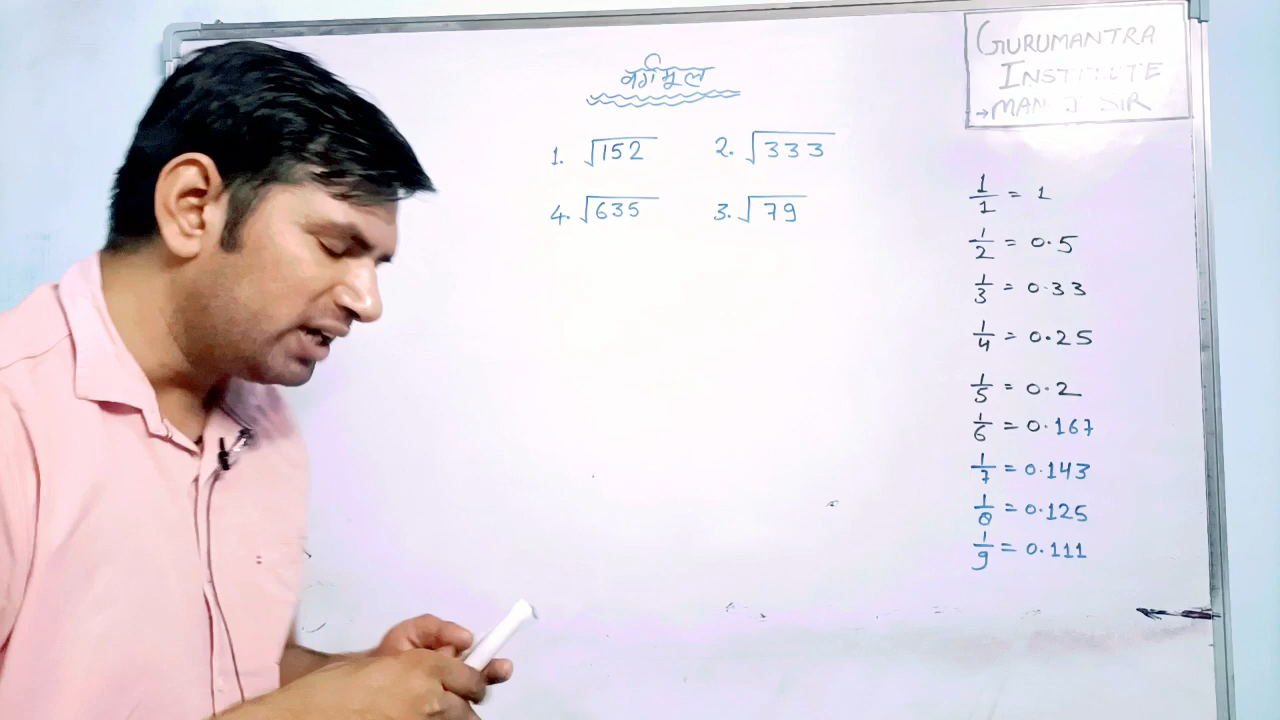 वर्गमूल
1. √152 2. √333
4. √635 3. √79
GURUMANTRA
INSTITUTE
→ SIR
1/1 = 1
1/2 = 0.5
1/3 = 0.33
1/4 = 0.25
1/5 = 0.2
1/6 = 0.167
1/7 = 0.143
1/8 = 0.125
1/9 = 0.111